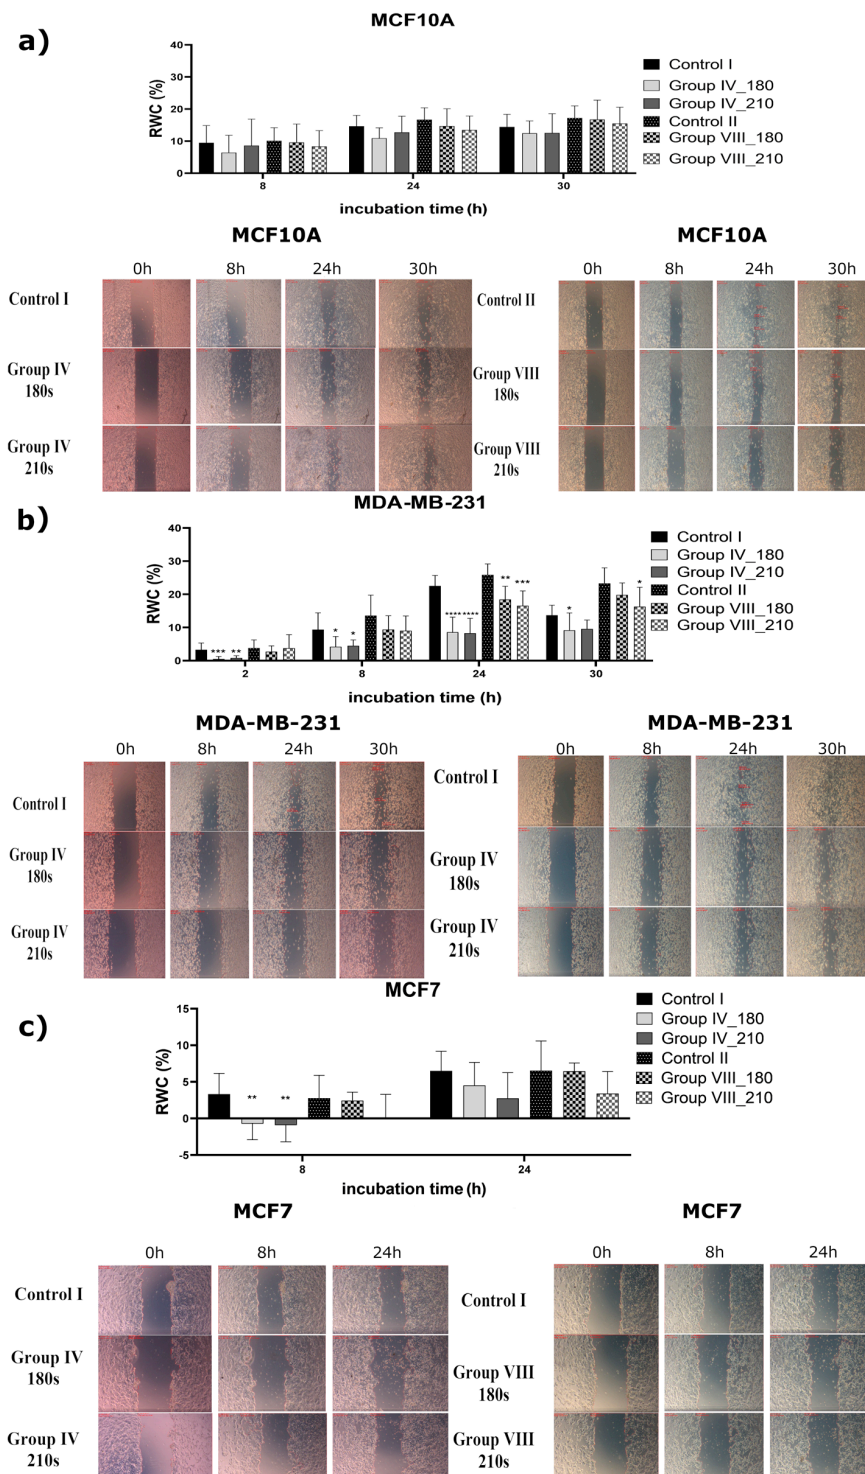 a)
MCF10A
RWC (%)
40
30
20
10
0
8
24
30
incubation time (h)
Control I
Group IV_180
Group IV_210
Control II
Group VIII_180
Group VIII_210
MCF10A
0h 8h 24h 30h
Control I
Group IV
180s
Group IV
210s
MCF10A
0h 8h 24h 30h
Control II
Group VIII
180s
Group VIII
210s
b)
MDA-MB-231
RWC (%)
40
30
20
10
0
*** ** * * **** **** ** *** * *
2
8
24
30
incubation time (h)
Control I
Group IV_180
Group IV_210
Control II
Group VIII_180
Group VIII_210
MDA-MB-231
0h 8h 24h 30h
Control I
Group IV
180s
Group IV
210s
MDA-MB-231
0h 8h 24h 30h
Control I
Group IV
180s
Group IV
210s
c)
MCF7
RWC (%)
15
10
5
0
-5
** **
8
24
incubation time (h)
Control I
Group IV_180
Group IV_210
Control II
Group VIII_180
Group VIII_210
MCF7
0h 8h 24h
Control I
Group IV
180s
Group IV
210s
MCF7
0h 8h 24h
Control I
Group VIII
180s
Group VIII
210s